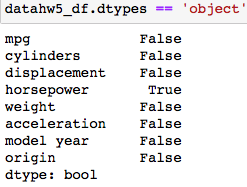 datahw5_df.dtypes == 'object'
mpg False
cylinders False
displacement False
horsepower True
weight False
acceleration False
model year False
origin False
dtype: bool